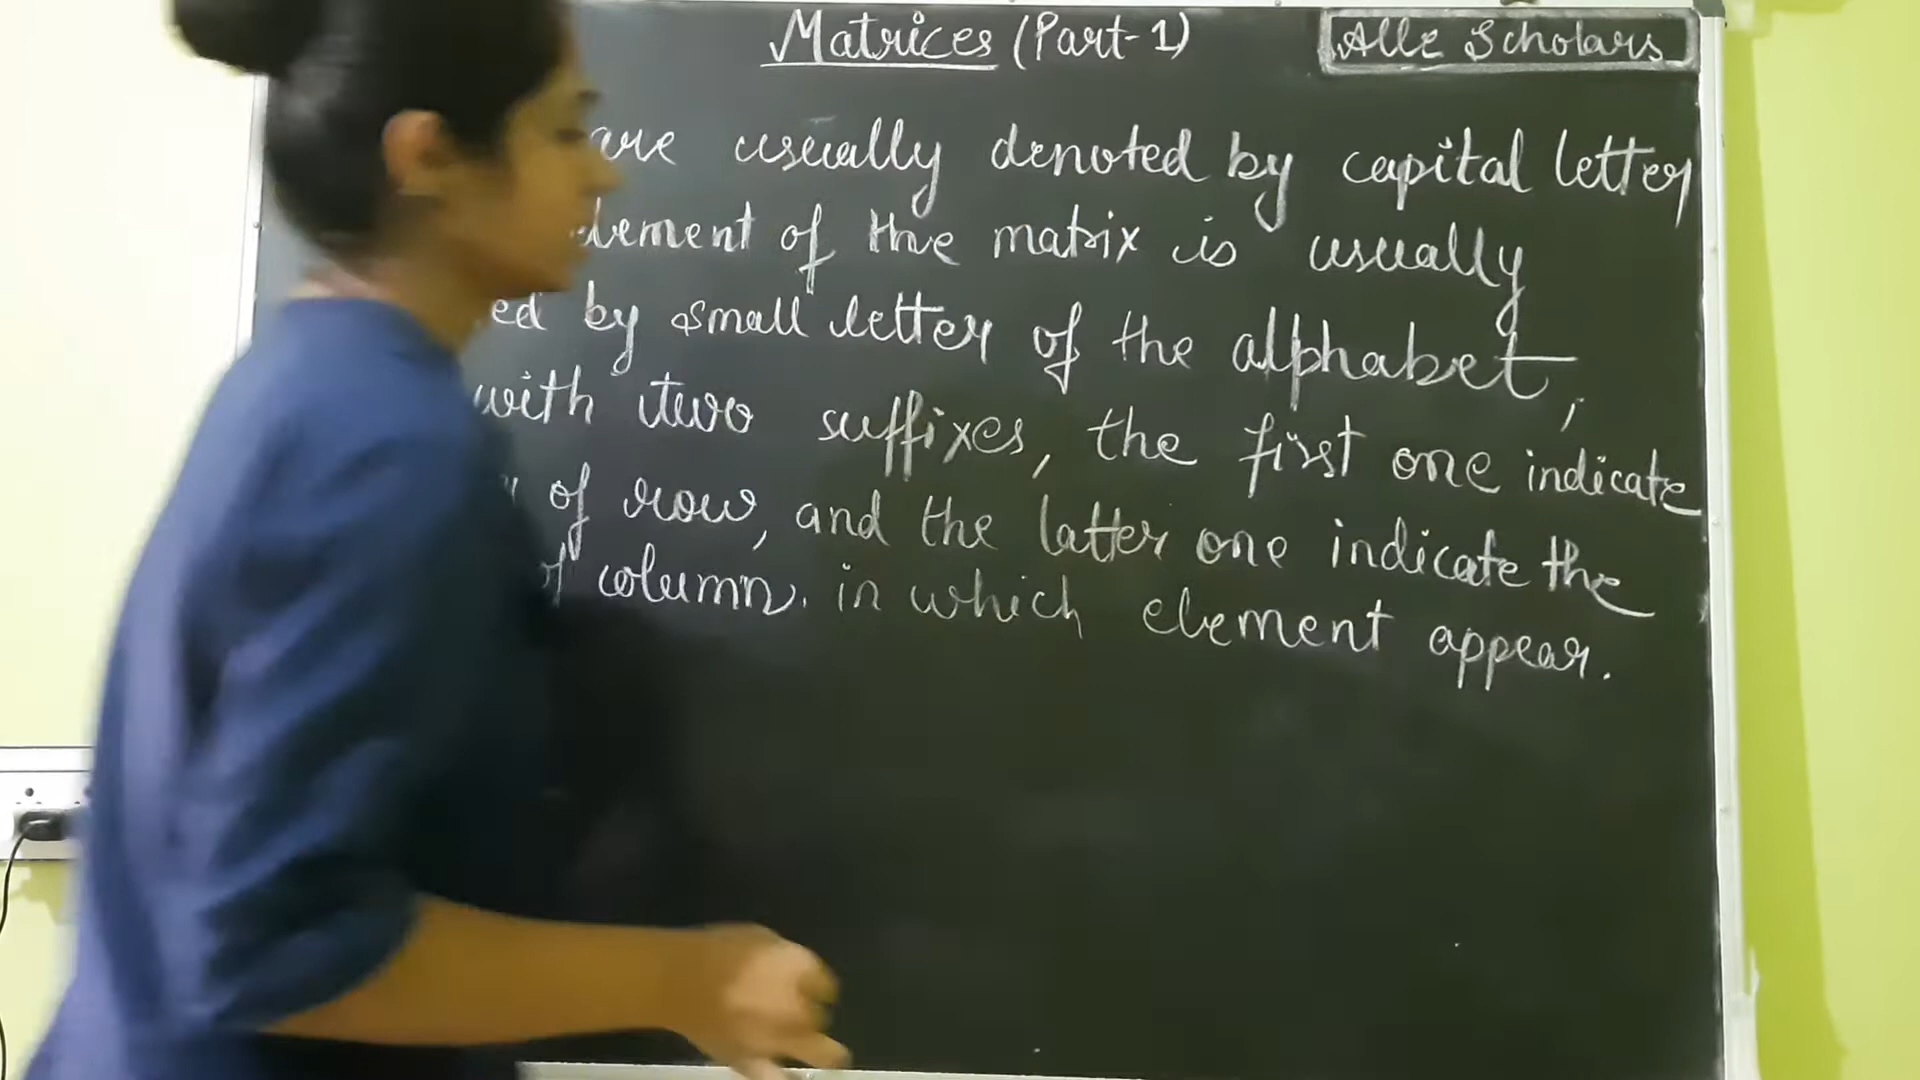 Matrices (Part-1)
Alle Scholars
are usually denoted by capital letter
element of the matrix is usually
ed by small letter of the alphabet,
with two suffixes, the first one indicate
of row, and the latter one indicate the
of column. in which element appear.